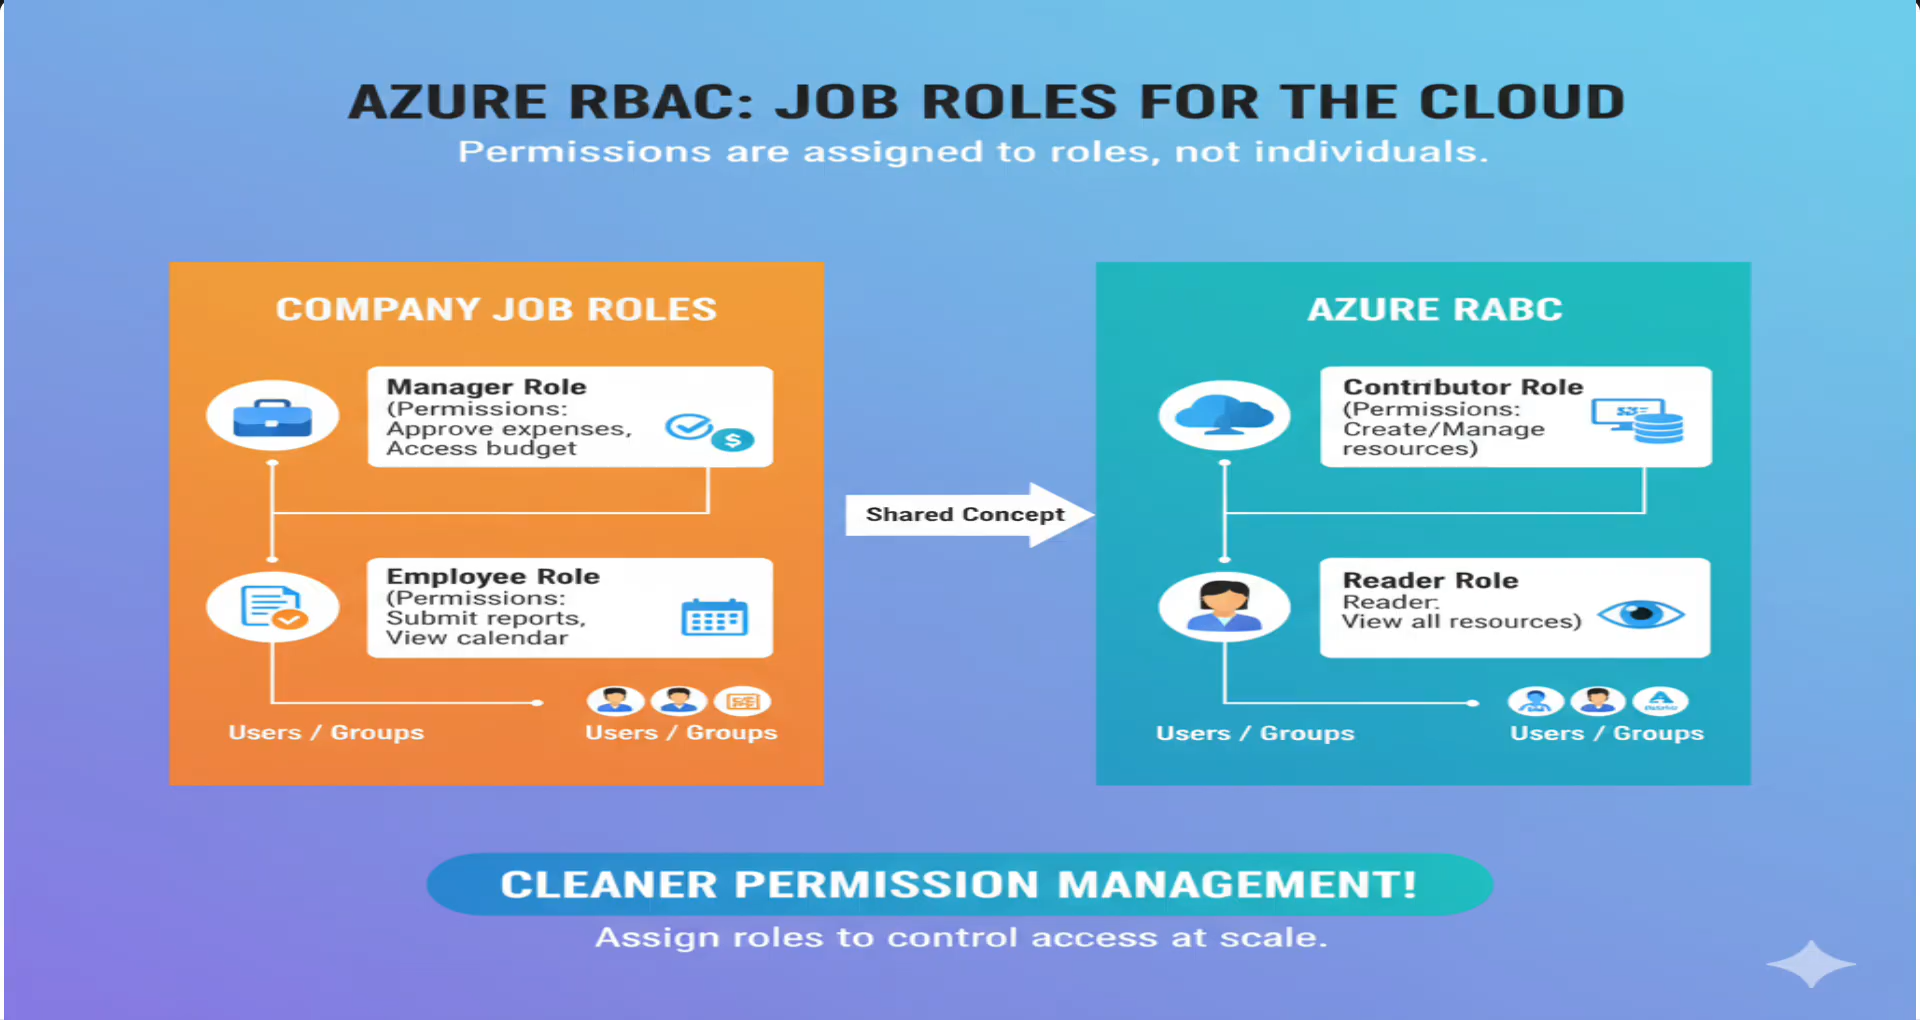 AZURE RBAC: JOB ROLES FOR THE CLOUD
Permissions are assigned to roles, not individuals.
COMPANY JOB ROLES
Manager Role
(Permissions:
Approve expenses,
Access budget
$
Employee Role
(Permissions:
Submit reports,
View calendar
Users / Groups
Users / Groups
Shared Concept
AZURE RABC
Contributor Role
(Permissions:
Create/Manage
resources)
Reader Role
Reader:
View all resources)
Users / Groups
Users / Groups
CLEANER PERMISSION MANAGEMENT!
Assign roles to control access at scale.